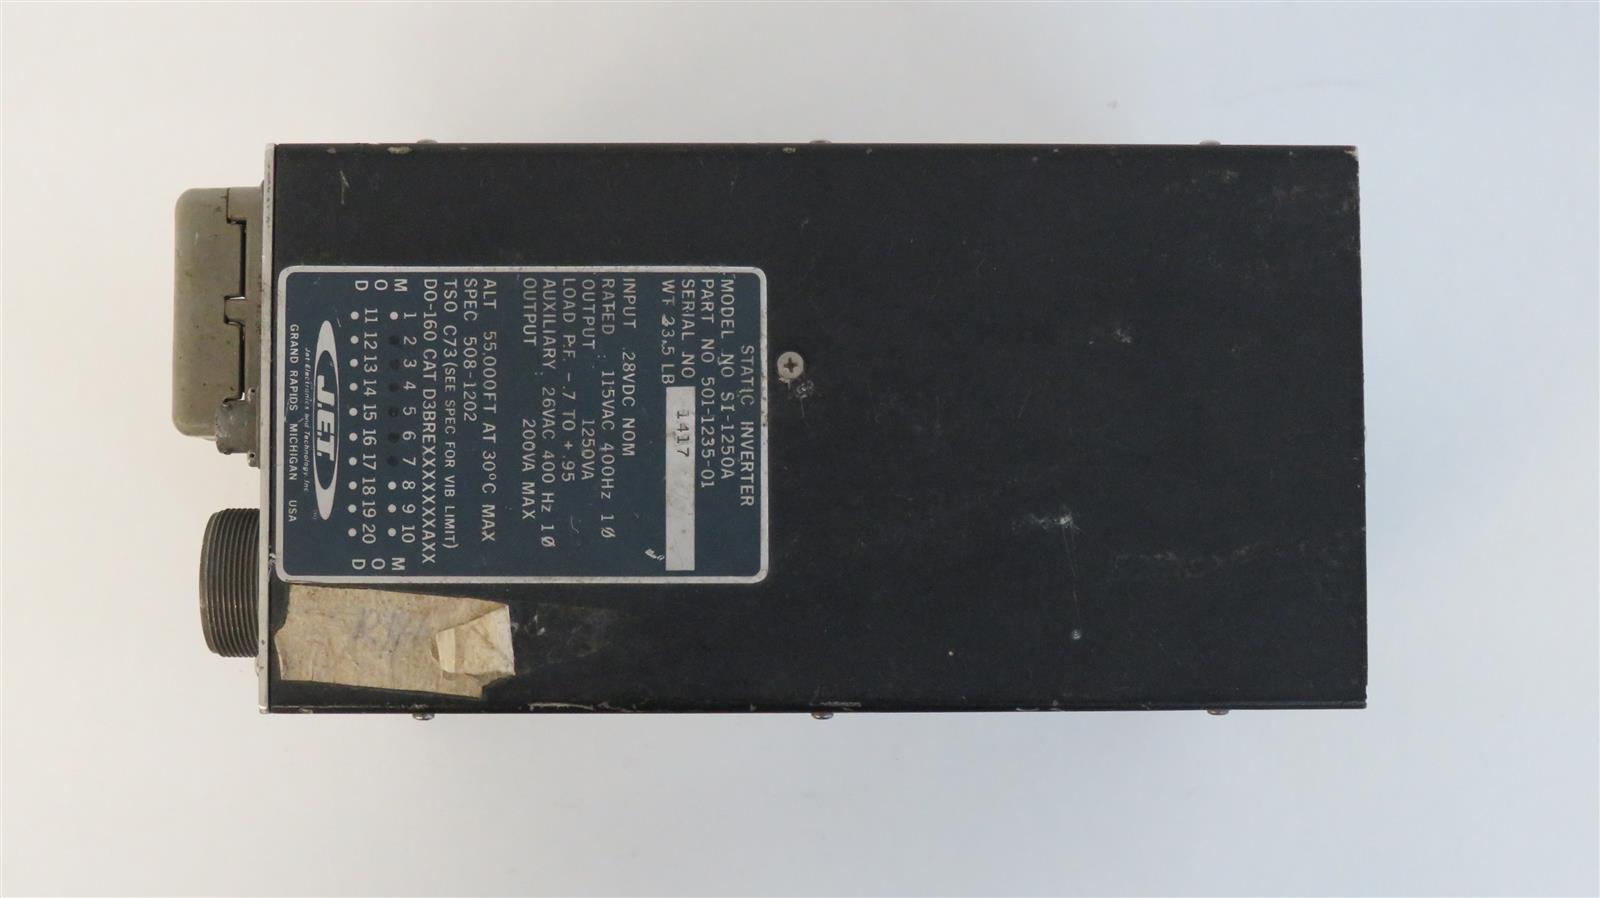 STATIC INVERTER
MODEL NO SI-1250A
PART NO 501-1235-01
SERIAL NO 1417
WT 23.5 LB
INPUT 28VDC NOM
RATED : 115VAC 400Hz 1Ø
OUTPUT 1250VA
LOAD P.F. -.7 TO +.95
AUXILIARY : 26VAC 400 Hz 1Ø
OUTPUT 200VA MAX
ALT 55,000FT AT 30°C MAX
SPEC 508-1202
TSO C73 (SEE SPEC FOR VIB LIMIT)
DO-160 CAT D3BREXXXXXXXAXX
M 1 2 3 4 5 6 7 8 9 10 M
O O
D 11 12 13 14 15 16 17 18 19 20 D
J.E.T.
Jet Electronics and Technology Inc
GRAND RAPIDS MICHIGAN USA